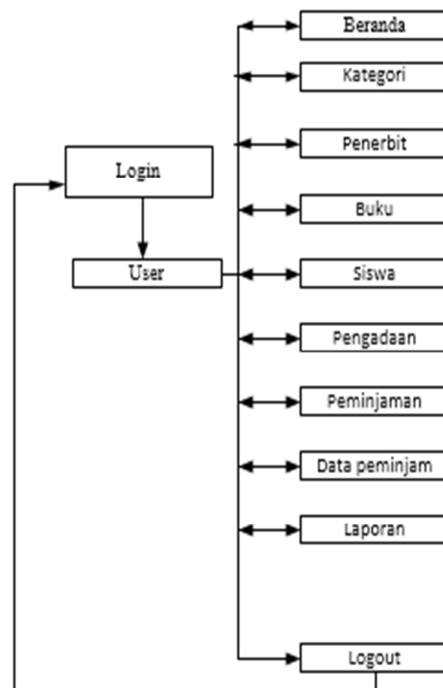 Beranda
Kategori
Penerbit
Login
Buku
User
Siswa
Pengadaan
Peminjaman
Data peminjam
Laporan
Logout